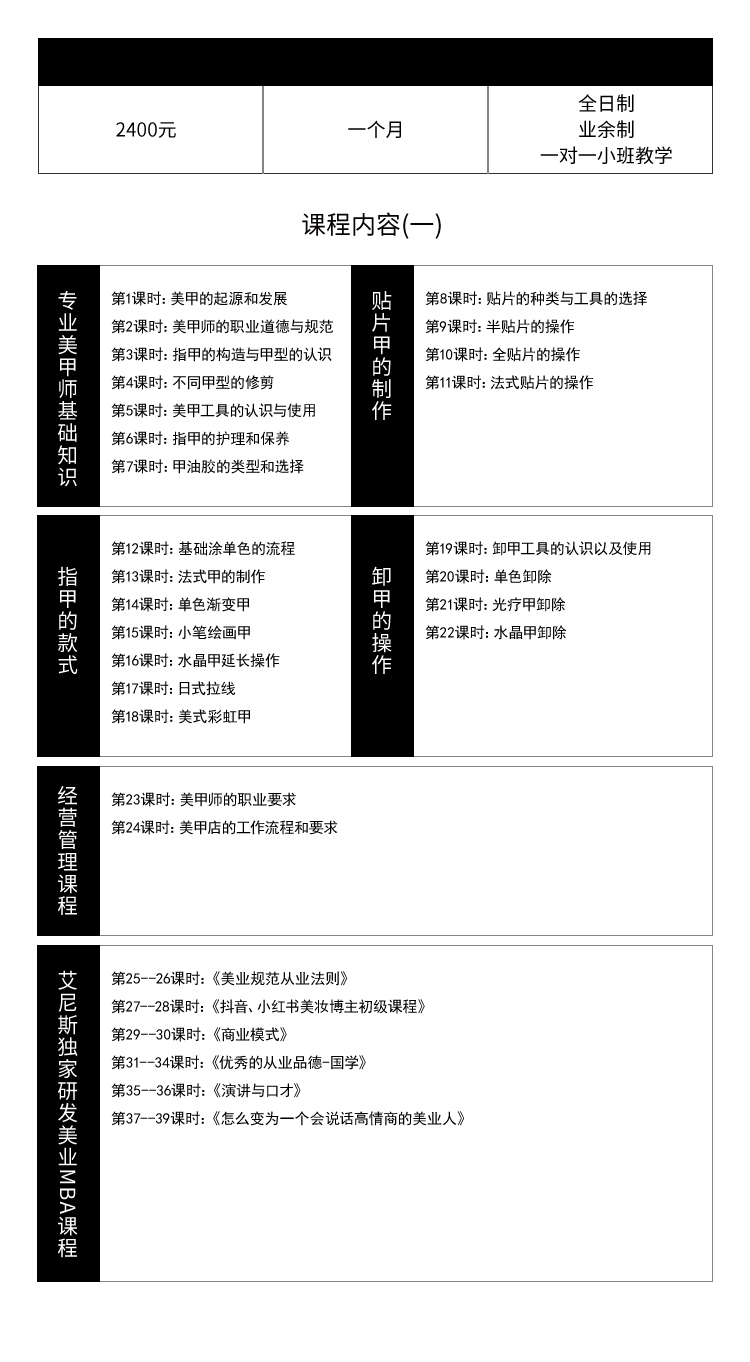 2400元
一个月
全日制
业余制
一对一小班教学
课程内容(一)
专业美甲师基础知识
第1课时: 美甲的起源和发展
第2课时: 美甲师的职业道德与规范
第3课时: 指甲的构造与甲型的认识
第4课时: 不同甲型的修剪
第5课时: 美甲工具的认识与使用
第6课时: 指甲的护理和保养
第7课时: 甲油胶的类型和选择
贴片甲的制作
第8课时: 贴片的种类与工具的选择
第9课时: 半贴片的操作
第10课时: 全贴片的操作
第11课时: 法式贴片的操作
指甲的款式
第12课时: 基础涂单色的流程
第13课时: 法式甲的制作
第14课时: 单色渐变甲
第15课时: 小笔绘画甲
第16课时: 水晶甲延长操作
第17课时: 日式拉线
第18课时: 美式彩虹甲
卸甲的操作
第19课时: 卸甲工具的认识以及使用
第20课时: 单色卸除
第21课时: 光疗甲卸除
第22课时: 水晶甲卸除
经营管理课程
第23课时: 美甲师的职业要求
第24课时: 美甲店的工作流程和要求
艾尼斯独家研发美业MBA课程
第25--26课时:《美业规范从业法则》
第27--28课时:《抖音、小红书美妆博主初级课程》
第29--30课时:《商业模式》
第31--34课时:《优秀的从业品德-国学》
第35--36课时:《演讲与口才》
第37--39课时:《怎么变为一个会说话高情商的美业人》